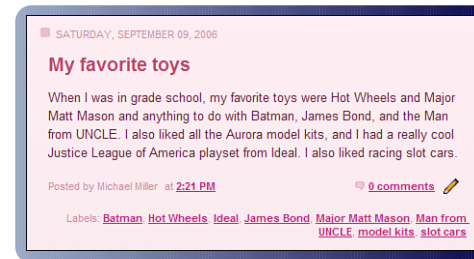 SATURDAY, SEPTEMBER 09, 2006
My favorite toys
When I was in grade school, my favorite toys were Hot Wheels and Major
Matt Mason and anything to do with Batman, James Bond, and the Man
from UNCLE. I also liked all the Aurora model kits, and I had a really cool
Justice League of America playset from Ideal. I also liked racing slot cars.
Posted by Michael Miller at 2:21 PM 0 comments
Labels: Batman, Hot Wheels, Ideal, James Bond, Major Matt Mason, Man from
UNCLE, model kits, slot cars